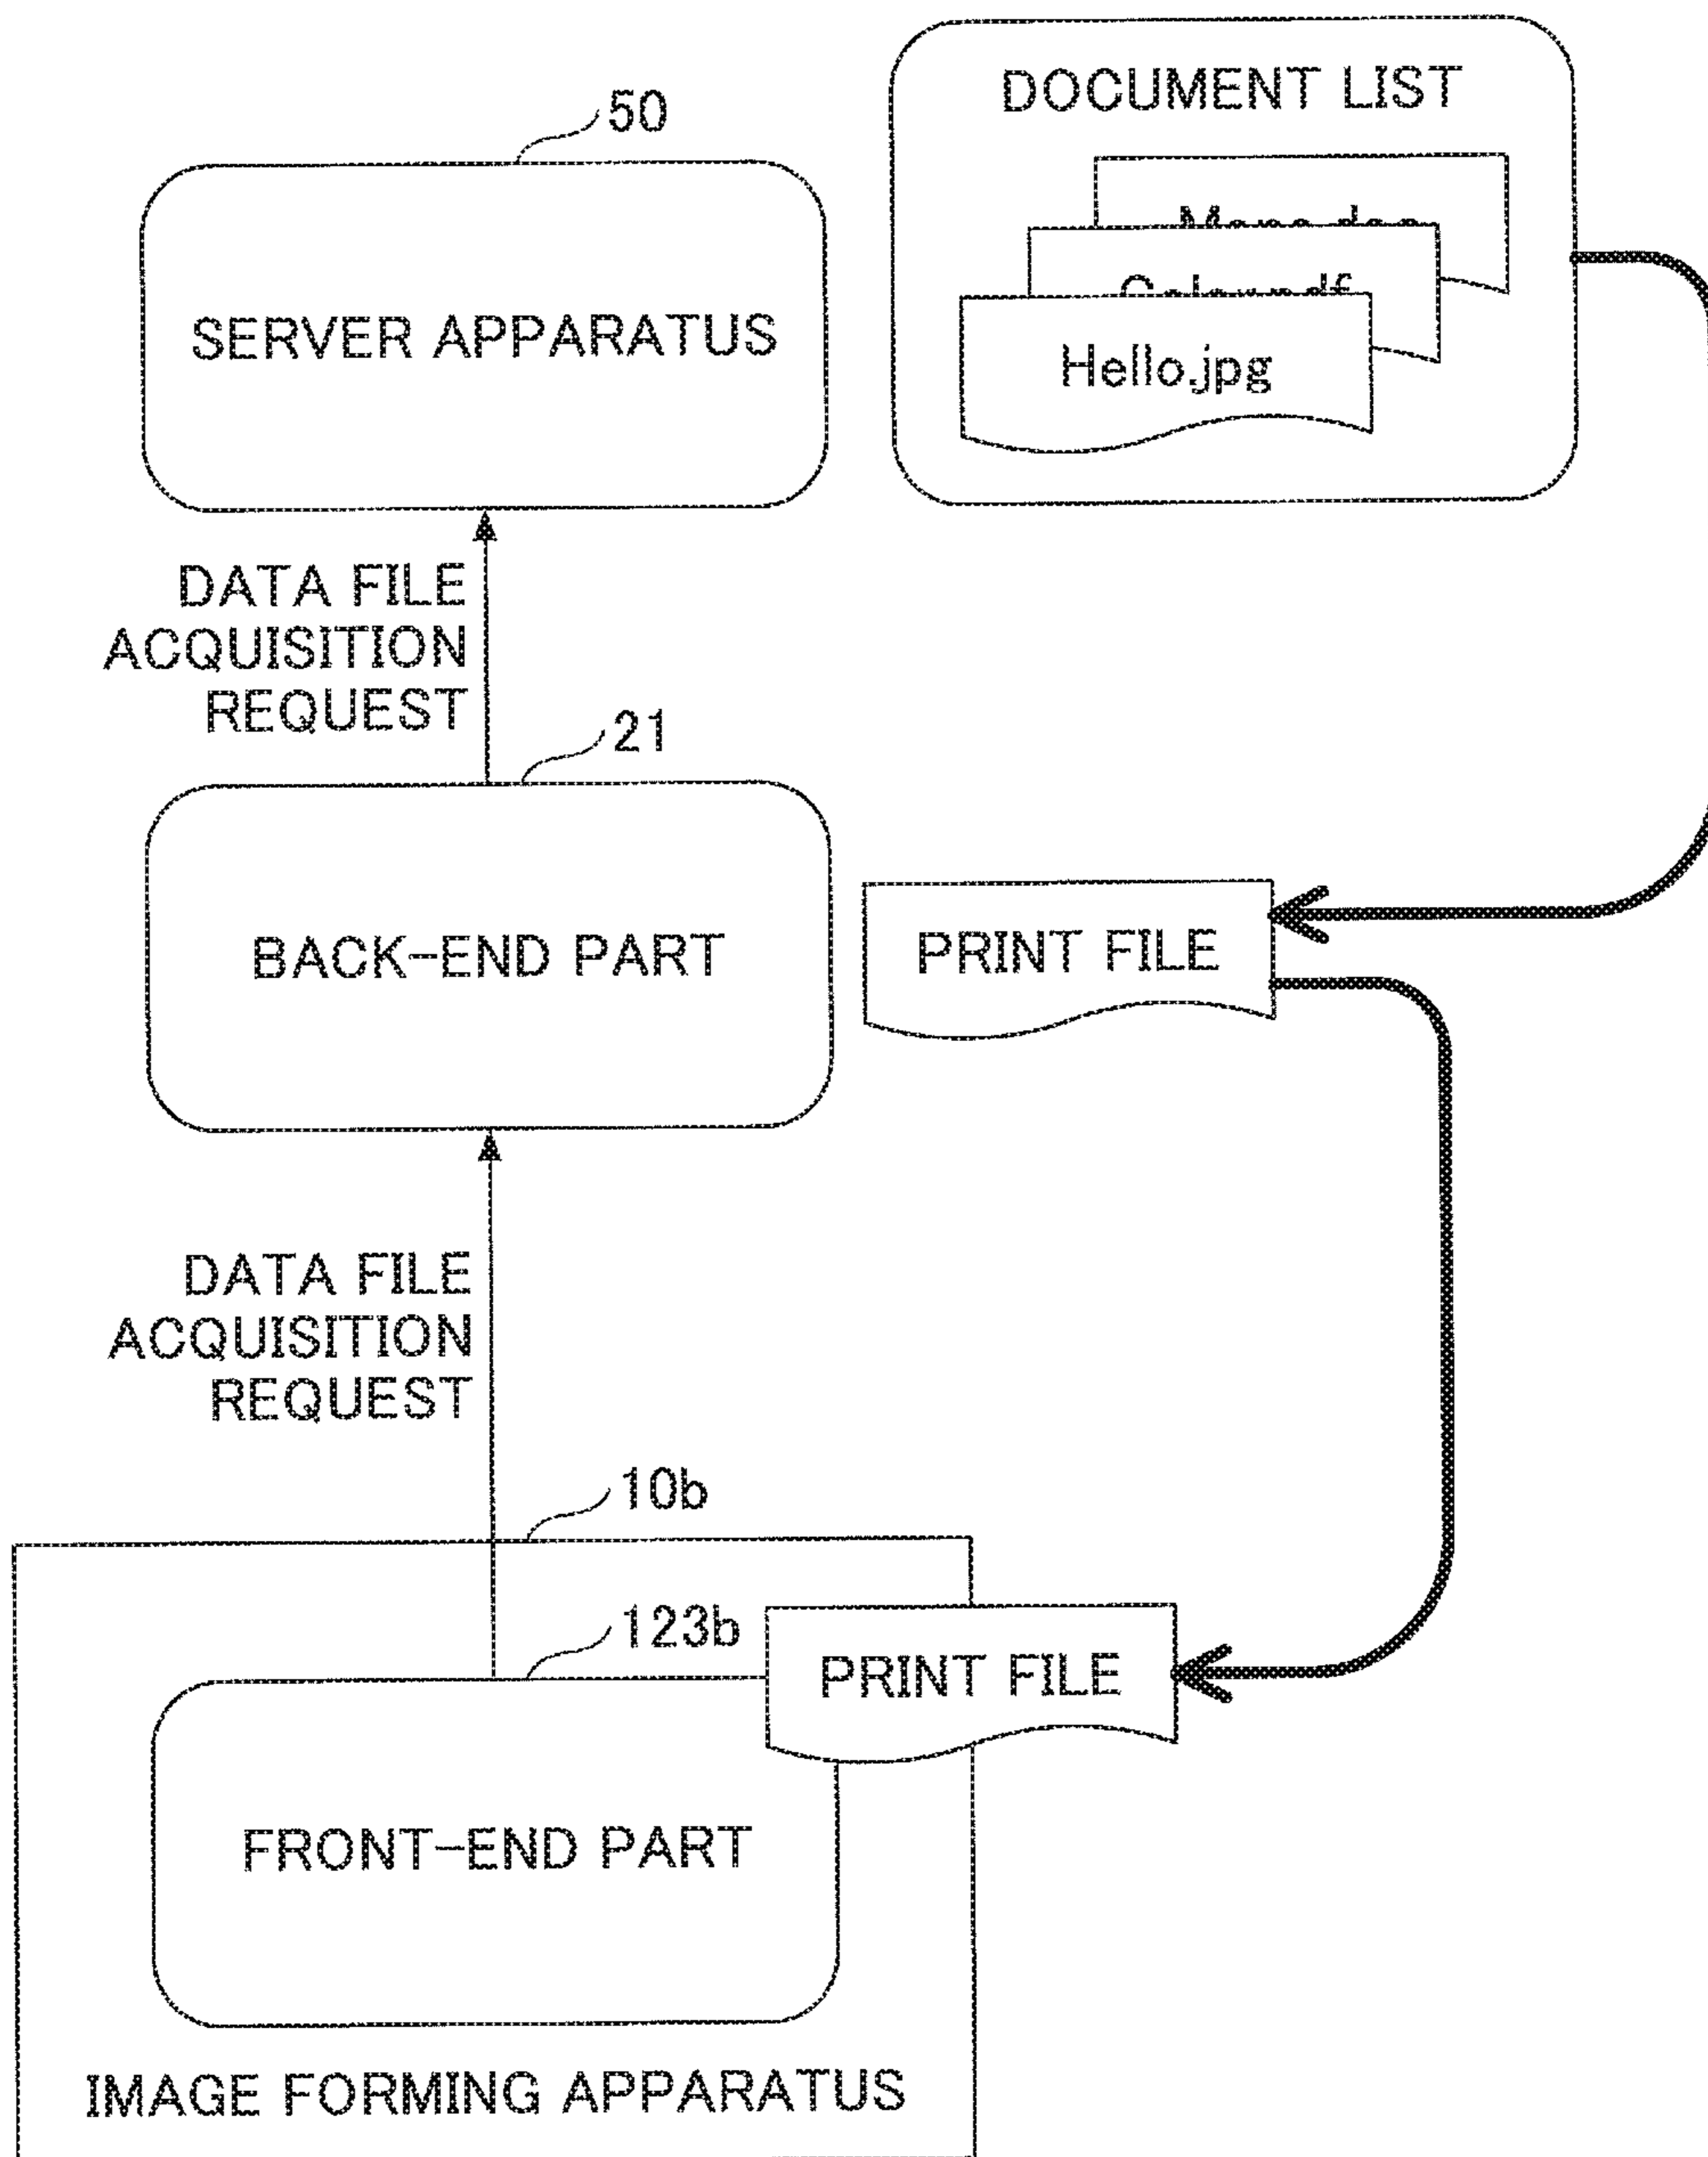 50
DOCUMENT LIST
SERVER APPARATUS
Hello.jpg
DATA FILE
ACQUISITION
REQUEST
21
BACK-END PART
PRINT FILE
DATA FILE
ACQUISITION
REQUEST
10b
123b
PRINT FILE
FRONT-END PART
IMAGE FORMING APPARATUS